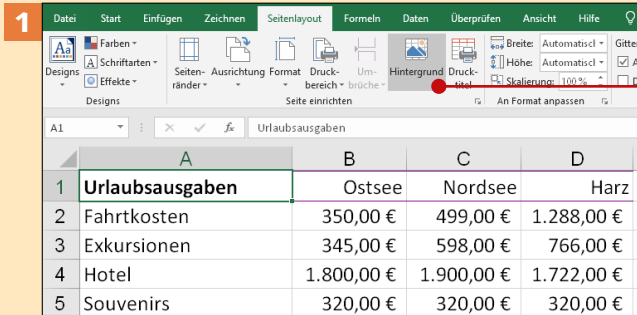 1
Datei Start Einfügen Zeichnen Seitenlayout Formeln Daten Überprüfen Ansicht Hilfe
Designs
Farben
Schriftarten
Effekte
Designs
Seiten-
ränder
Ausrichtung
Format
Druck-
bereich
Um-
brüche
Hintergrund
Druck-
titel
Seite einrichten
Breite: Automatiscl
Höhe: Automatiscl
Skalierung: 100 %
An Format anpassen
Gitte
A1 fx Urlaubsausgaben
A B C D
1 Urlaubsausgaben Ostsee Nordsee Harz
2 Fahrtkosten 350,00 € 499,00 € 1.288,00 €
3 Exkursionen 345,00 € 598,00 € 766,00 €
4 Hotel 1.800,00 € 1.900,00 € 1.722,00 €
5 Souvenirs 320,00 € 320,00 € 320,00 €